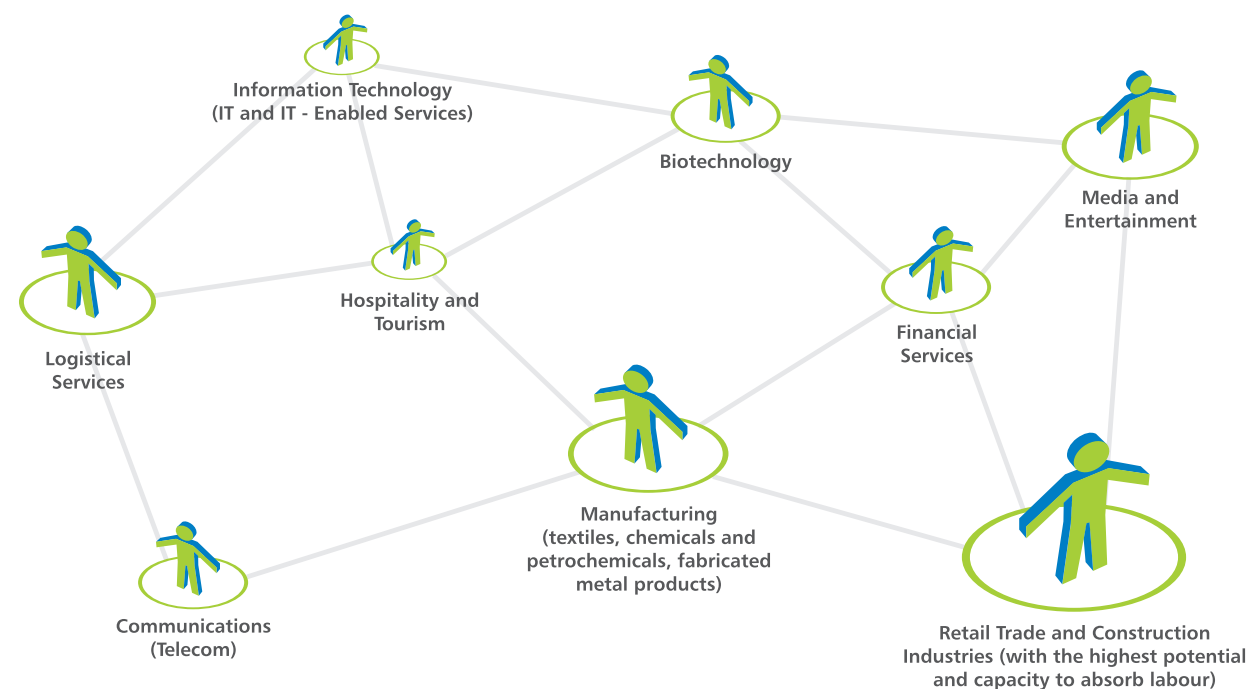 Information Technology
(IT and IT - Enabled Services)
Biotechnology
Media and
Entertainment
Hospitality and
Tourism
Financial
Services
Logistical
Services
Manufacturing
(textiles, chemicals and
petrochemicals, fabricated
metal products)
Communications
(Telecom)
Retail Trade and Construction
Industries (with the highest potential
and capacity to absorb labour)